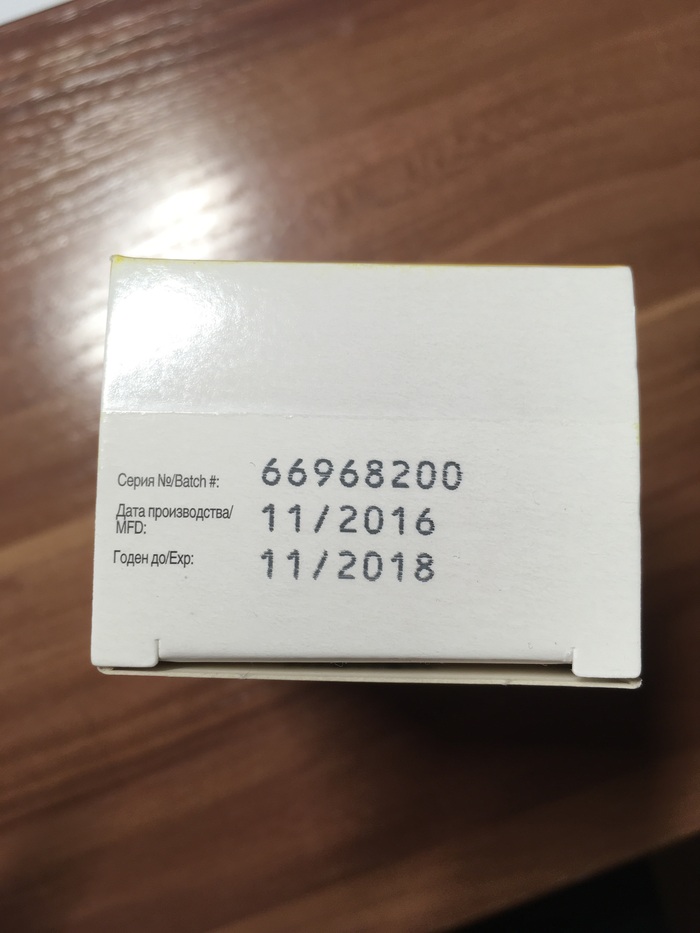 Серия №/Batch #: 66968200
Дата производства/
MFD: 11/2016
Годен до/Exp: 11/2018